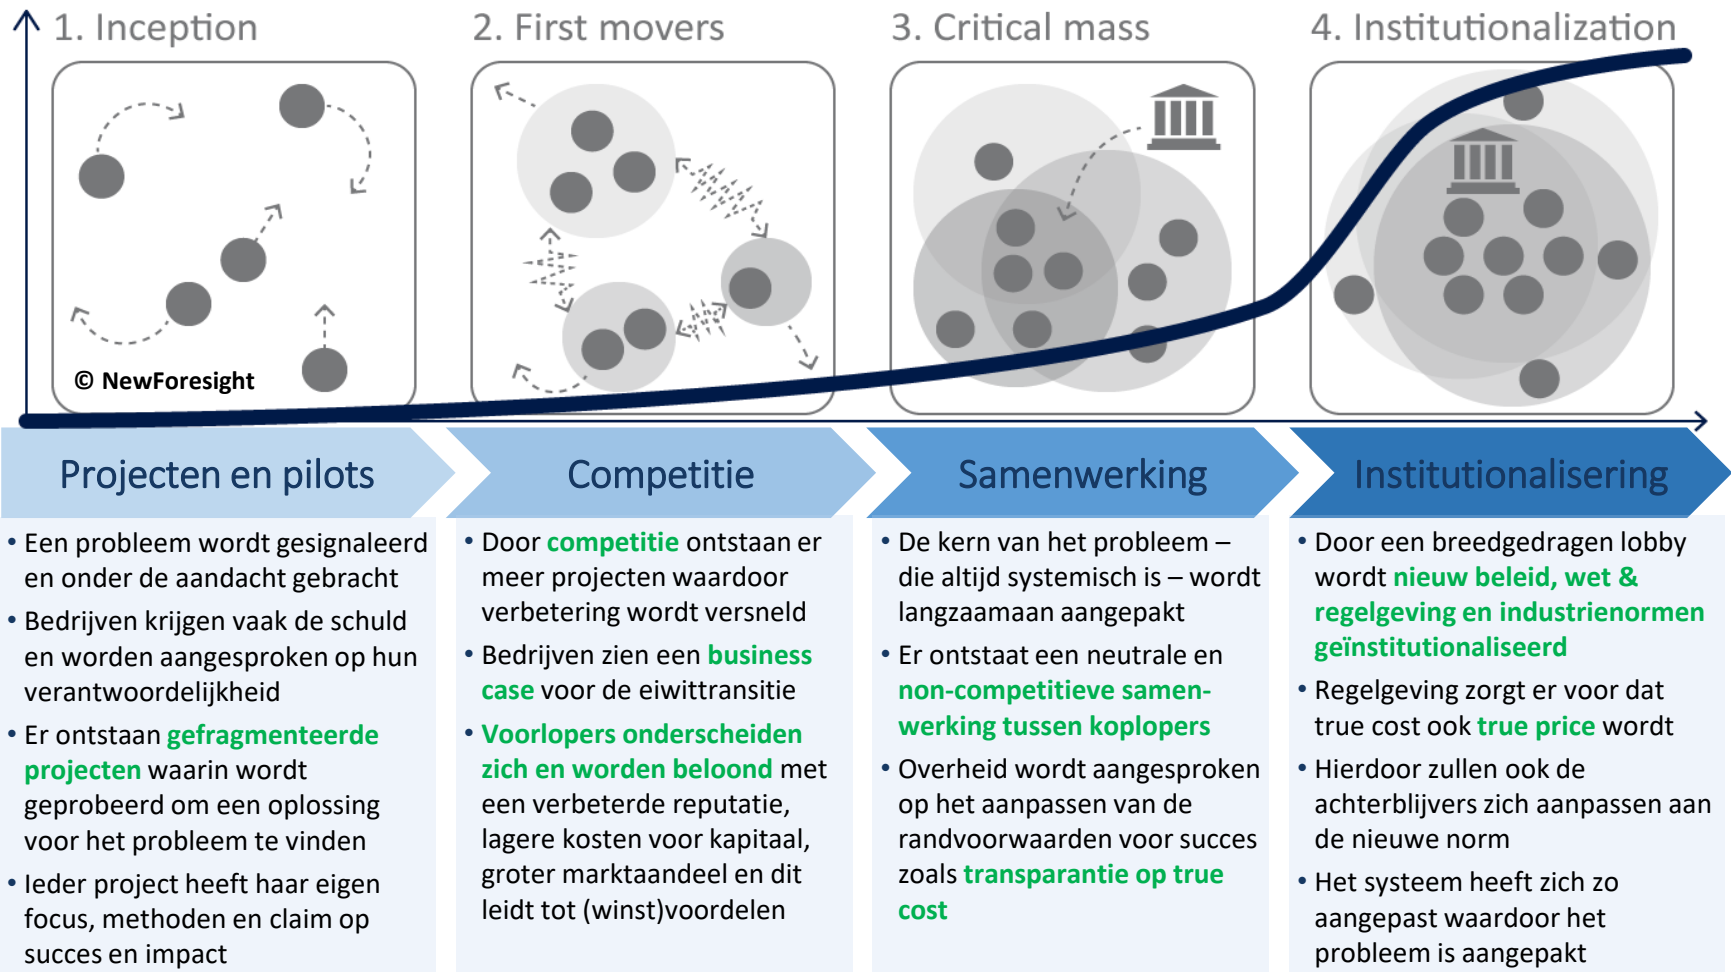 1. Inception
2. First movers
3. Critical mass
4. Institutionalization
© NewForesight
Projecten en pilots
• Een probleem wordt gesignaleerd
en onder de aandacht gebracht
• Bedrijven krijgen vaak de schuld
en worden aangesproken op hun
verantwoordelijkheid
• Er ontstaan gefragmenteerde
projecten waarin wordt
geprobeerd om een oplossing
voor het probleem te vinden
• Ieder project heeft haar eigen
focus, methoden en claim op
succes en impact
Competitie
• Door competitie ontstaan er
meer projecten waardoor
verbetering wordt versneld
• Bedrijven zien een business
case voor de eiwittransitie
• Voorlopers onderscheiden
zich en worden beloond met
een verbeterde reputatie,
lagere kosten voor kapitaal,
groter marktaandeel en dit
leidt tot (winst)voordelen
Samenwerking
• De kern van het probleem –
die altijd systemisch is – wordt
langzaamaan aangepakt
• Er ontstaat een neutrale en
non-competitieve samen-
werking tussen koplopers
• Overheid wordt aangesproken
op het aanpassen van de
randvoorwaarden voor succes
zoals transparantie op true
cost
Institutionalisering
• Door een breedgedragen lobby
wordt nieuw beleid, wet &
regelgeving en industrienormen
geïnstitutionaliseerd
• Regelgeving zorgt er voor dat
true cost ook true price wordt
• Hierdoor zullen ook de
achterblijvers zich aanpassen aan
de nieuwe norm
• Het systeem heeft zich zo
aangepast waardoor het
probleem is aangepakt